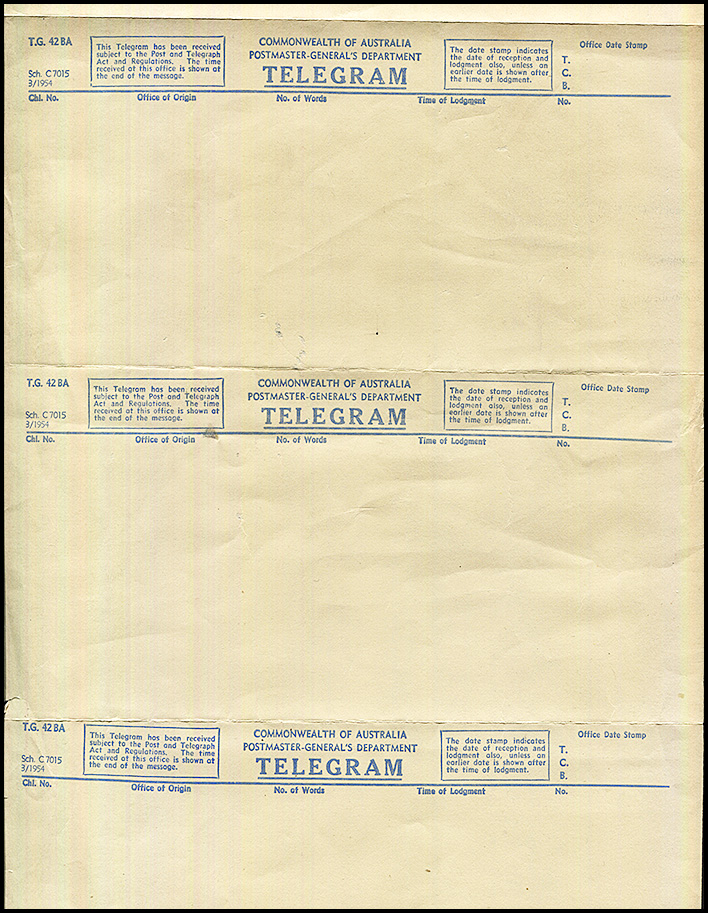 T.G. 42 BA
This Telegram has been received
subject to the Post and Telegraph
Act and Regulations. The time
received at this office is shown at
the end of the message.
COMMONWEALTH OF AUSTRALIA
POSTMASTER-GENERAL'S DEPARTMENT
TELEGRAM
The date stamp indicates
the date of reception and
lodgment also, unless an
earlier date is shown after
the time of lodgment.
Office Date Stamp
T.
C.
B.
Sch. C7015
3/1954
Chl. No.
Office of Origin
No. of Words
Time of Lodgment
No.
T.G. 42 BA
This Telegram has been received
subject to the Post and Telegraph
Act and Regulations. The time
received at this office is shown at
the end of the message.
COMMONWEALTH OF AUSTRALIA
POSTMASTER-GENERAL'S DEPARTMENT
TELEGRAM
The date stamp indicates
the date of reception and
lodgment also, unless an
earlier date is shown after
the time of lodgment.
Office Date Stamp
T.
C.
B.
Sch. C7015
3/1954
Chl. No.
Office of Origin
No. of Words
Time of Lodgment
No.
T.G. 42 BA
This Telegram has been received
subject to the Post and Telegraph
Act and Regulations. The time
received at this office is shown at
the end of the message.
COMMONWEALTH OF AUSTRALIA
POSTMASTER-GENERAL'S DEPARTMENT
TELEGRAM
The date stamp indicates
the date of reception and
lodgment also, unless an
earlier date is shown after
the time of lodgment.
Office Date Stamp
T.
C.
B.
Sch. C7015
3/1954
Chl. No.
Office of Origin
No. of Words
Time of Lodgment
No.